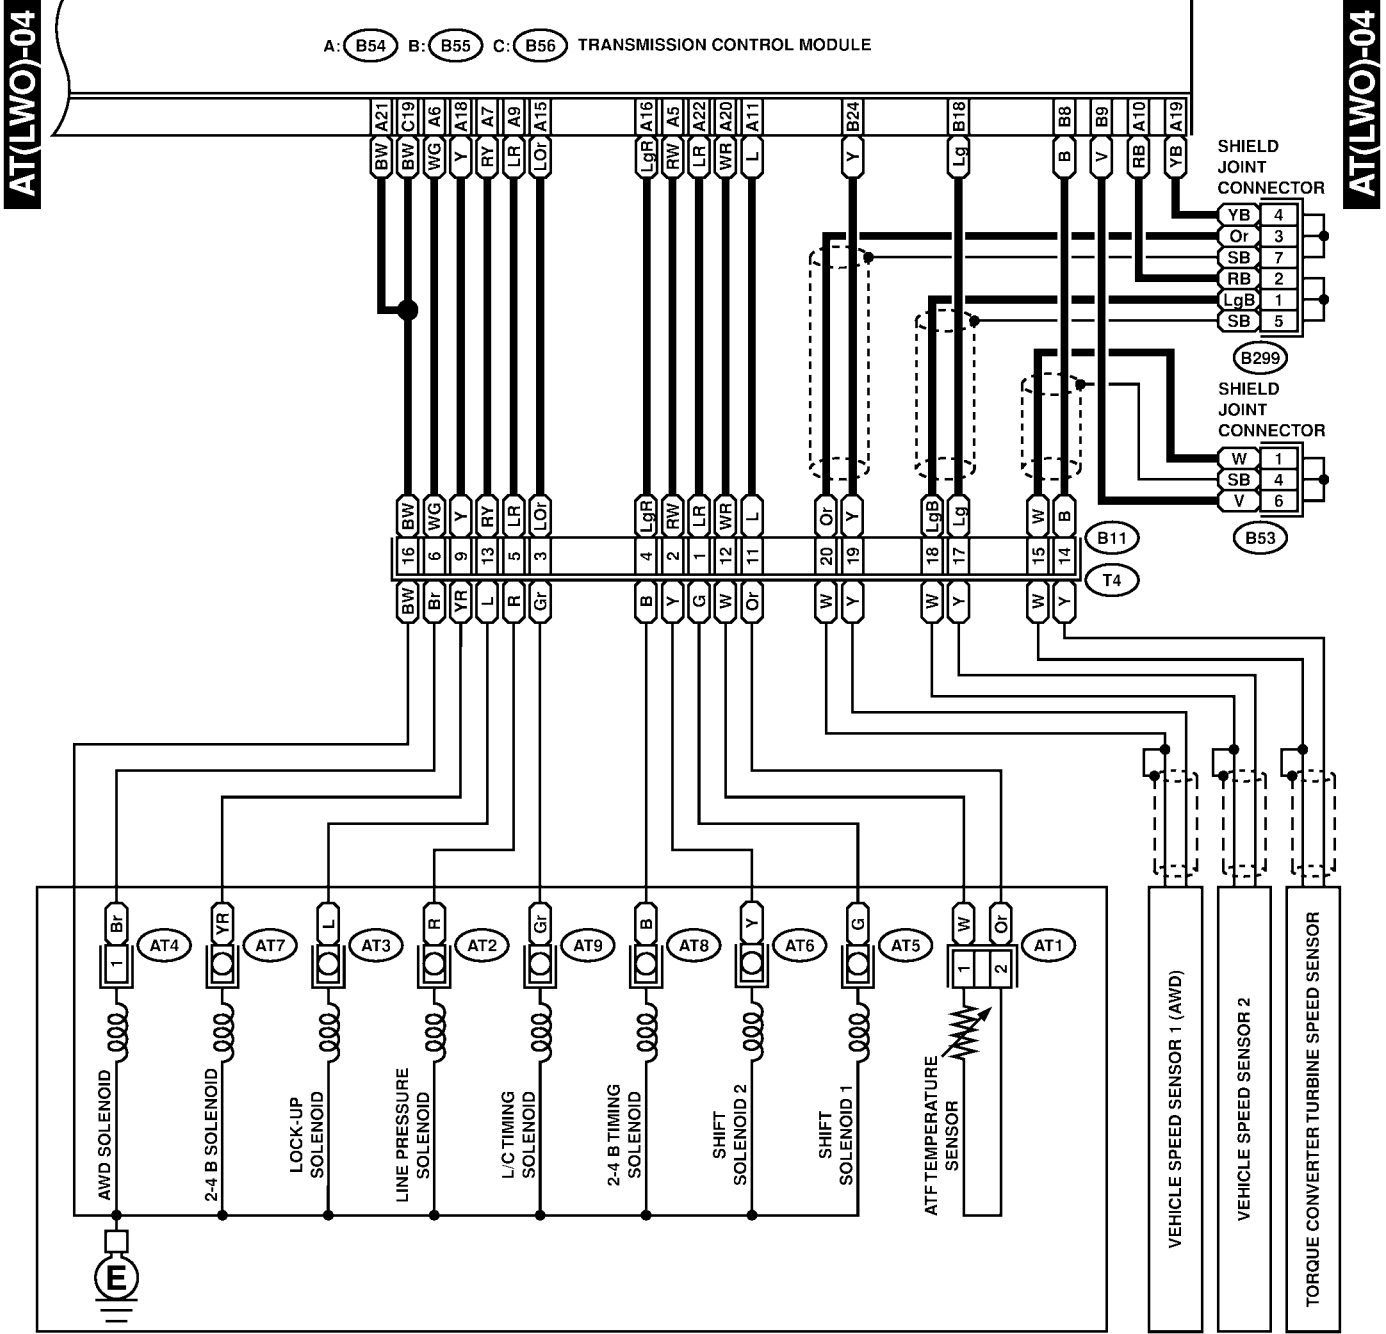 AT(LWO)-04
AT(LWO)-04
A: B54 B: B55 C: B56 TRANSMISSION CONTROL MODULE
A21 C19 A6 A18 A7 A9 A15 A16 A5 A22 A20 A11 B24 B18 B8 B9 A10 A19
BW BW WG Y RY LR LOr LgR RW LR WR L Y Lg B V RB YB
SHIELD
JOINT
CONNECTOR
YB 4
Or 3
SB 7
RB 2
LgB 1
SB 5
B299
SHIELD
JOINT
CONNECTOR
W 1
SB 4
V 6
B53
BW WG Y RY LR LOr LgR RW LR WR L Or Y LgB Lg W B
B11
16 6 9 13 5 3 4 2 1 12 11 20 19 18 17 15 14
T4
BW Br YR L R Gr B Y G W Or W Y W Y W Y
Br YR L R Gr B Y G W Or
AT4 AT7 AT3 AT2 AT9 AT8 AT6 AT5 AT1
1 1 2
AWD SOLENOID
2-4 B SOLENOID
LOCK-UP
SOLENOID
LINE PRESSURE
SOLENOID
L/C TIMING
SOLENOID
2-4 B TIMING
SOLENOID
SHIFT
SOLENOID 2
SHIFT
SOLENOID 1
ATF TEMPERATURE
SENSOR
VEHICLE SPEED SENSOR 1 (AWD)
VEHICLE SPEED SENSOR 2
TORQUE CONVERTER TURBINE SPEED SENSOR
E